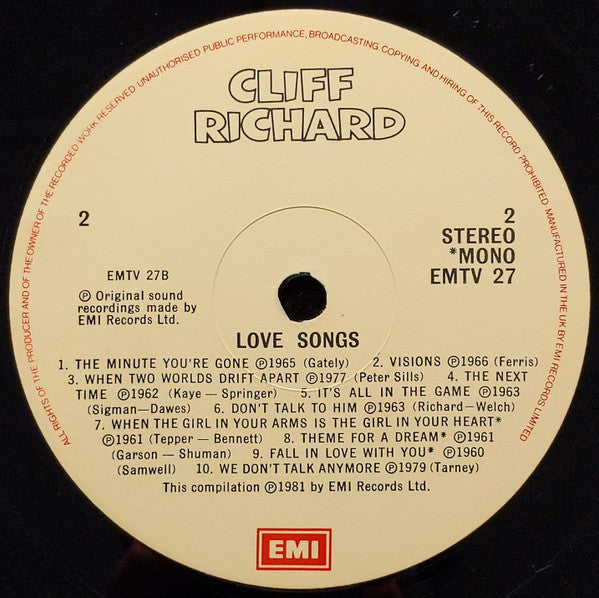 ALL RIGHTS OF THE PRODUCER AND OF THE OWNER OF THE RECORDED WORK RESERVED. UNAUTHORISED PUBLIC PERFORMANCE, BROADCASTING, COPYING AND HIRING OF THIS RECORD PROHIBITED. MANUFACTURED IN THE UK BY EMI RECORDS LIMITED
CLIFF
RICHARD
2
EMTV 27B
℗ Original sound
recordings made by
EMI Records Ltd.
2
STEREO
*MONO
EMTV 27
LOVE SONGS
1. THE MINUTE YOU'RE GONE ℗1965 (Gately) 2. VISIONS ℗1966 (Ferris)
3. WHEN TWO WORLDS DRIFT APART ℗1977 (Peter Sills) 4. THE NEXT
TIME ℗1962 (Kaye—Springer) 5. IT'S ALL IN THE GAME ℗1963
(Sigman—Dawes) 6. DON'T TALK TO HIM ℗1963 (Richard—Welch)
7. WHEN THE GIRL IN YOUR ARMS IS THE GIRL IN YOUR HEART*
℗1961 (Tepper—Bennett) 8. THEME FOR A DREAM* ℗1961
(Garson—Shuman) 9. FALL IN LOVE WITH YOU* ℗1960
(Samwell) 10. WE DON'T TALK ANYMORE ℗1979 (Tarney)
This compilation ℗1981 by EMI Records Ltd.
EMI